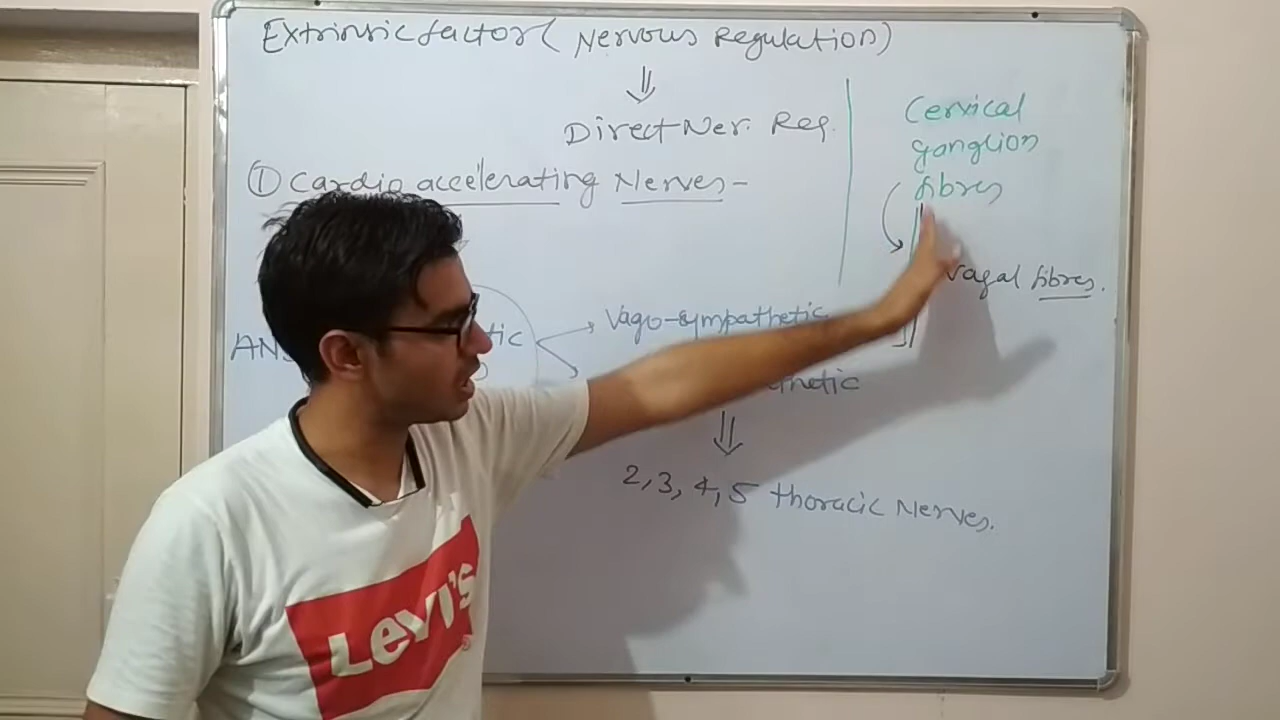 Extrinsic factor ( Nervous Regulation)
⇓
Direct Ner. Reg.
① Cardio accelerating Nerves -
Cervical
ganglion
fibres
vagal fibres.
Vago-sympathetic
⇓
2, 3, 4, 5 thoracic Nerves.
Levi's